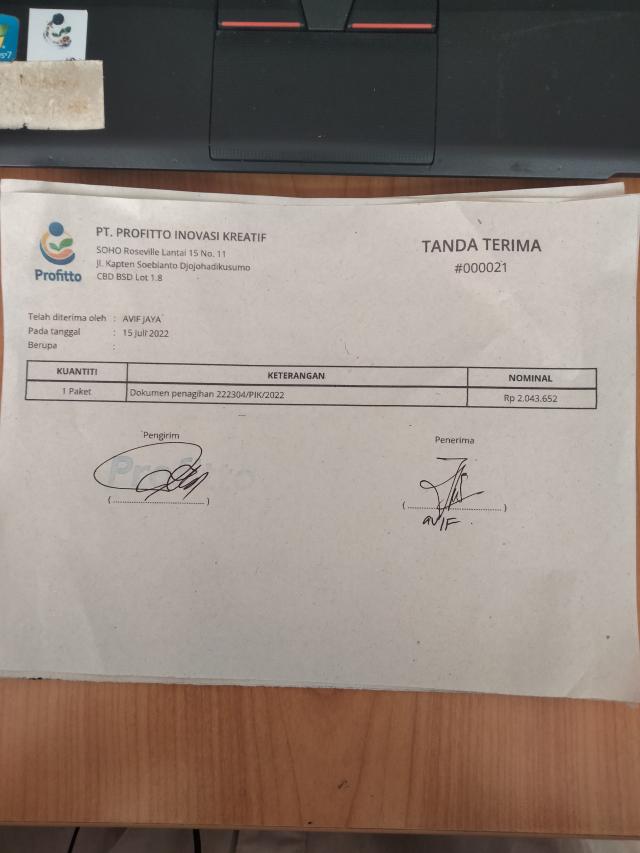 Profitto
PT. PROFITTO INOVASI KREATIF
SOHO Roseville Lantai 15 No. 11
Jl. Kapten Soebianto Djojohadikusumo
CBD BSD Lot 1.8
TANDA TERIMA
#000021
Telah diterima oleh : AVIF JAYA
Pada tanggal : 15 Juli 2022
Berupa :
KUANTITI KETERANGAN NOMINAL
1 Paket Dokumen penagihan 222304/PIK/2022 Rp 2.043.652
Pengirim Penerima
Profitto
(........................................) (........................................)
AVIF